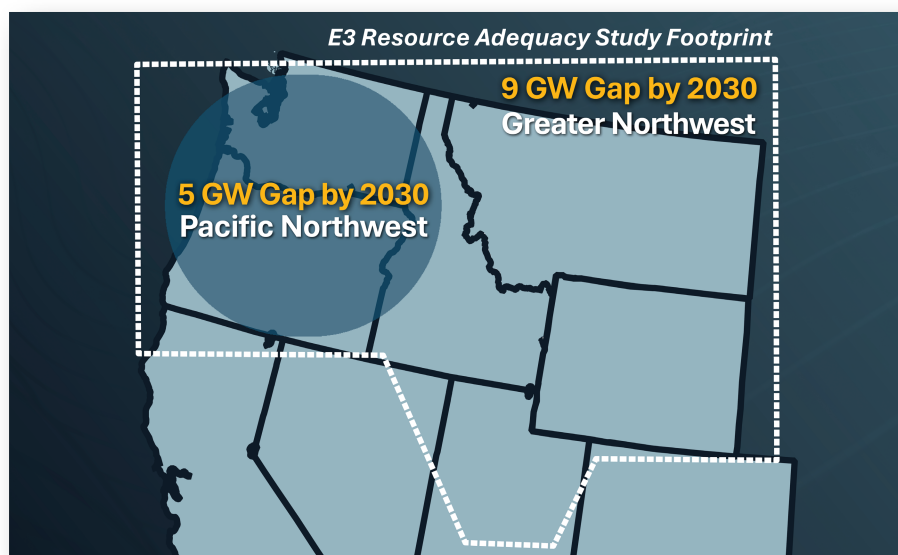 E3 Resource Adequacy Study Footprint
9 GW Gap by 2030
Greater Northwest
5 GW Gap by 2030
Pacific Northwest